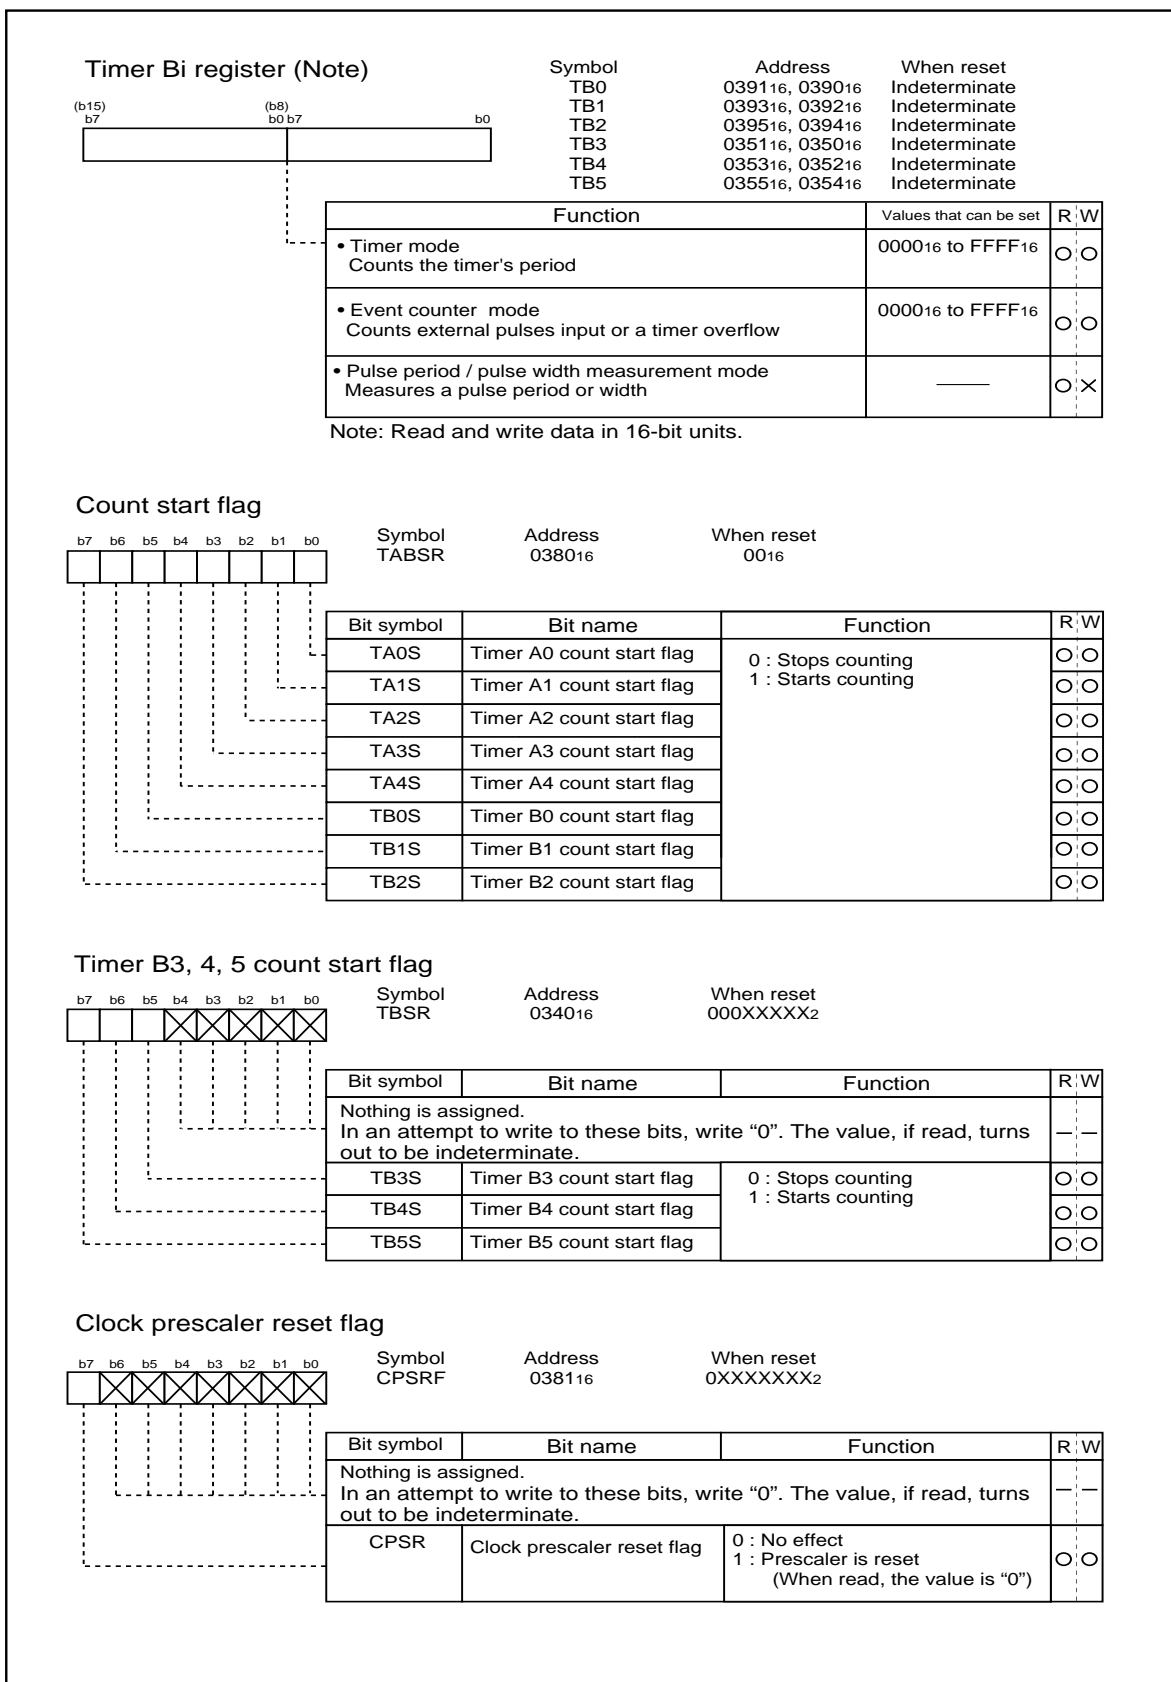 Timer Bi register (Note)
Symbol Address When reset
TB0 039116, 039016 Indeterminate
TB1 039316, 039216 Indeterminate
TB2 039516, 039416 Indeterminate
TB3 035116, 035016 Indeterminate
TB4 035316, 035216 Indeterminate
TB5 035516, 035416 Indeterminate
(b15) (b8)
b7 b0 b7 b0
Function Values that can be set R W
• Timer mode 000016 to FFFF16
Counts the timer's period
• Event counter mode 000016 to FFFF16
Counts external pulses input or a timer overflow
• Pulse period / pulse width measurement mode
Measures a pulse period or width
Note: Read and write data in 16-bit units.
Count start flag
Symbol Address When reset
TABSR 038016 0016
b7 b6 b5 b4 b3 b2 b1 b0
Bit symbol Bit name Function R W
TA0S Timer A0 count start flag 0 : Stops counting
TA1S Timer A1 count start flag 1 : Starts counting
TA2S Timer A2 count start flag
TA3S Timer A3 count start flag
TA4S Timer A4 count start flag
TB0S Timer B0 count start flag
TB1S Timer B1 count start flag
TB2S Timer B2 count start flag
Timer B3, 4, 5 count start flag
Symbol Address When reset
TBSR 034016 000XXXXX2
b7 b6 b5 b4 b3 b2 b1 b0
Bit symbol Bit name Function R W
Nothing is assigned.
In an attempt to write to these bits, write “0”. The value, if read, turns
out to be indeterminate.
TB3S Timer B3 count start flag 0 : Stops counting
TB4S Timer B4 count start flag 1 : Starts counting
TB5S Timer B5 count start flag
Clock prescaler reset flag
Symbol Address When reset
CPSRF 038116 0XXXXXXX2
b7 b6 b5 b4 b3 b2 b1 b0
Bit symbol Bit name Function R W
Nothing is assigned.
In an attempt to write to these bits, write “0”. The value, if read, turns
out to be indeterminate.
CPSR Clock prescaler reset flag 0 : No effect
1 : Prescaler is reset
(When read, the value is “0”)